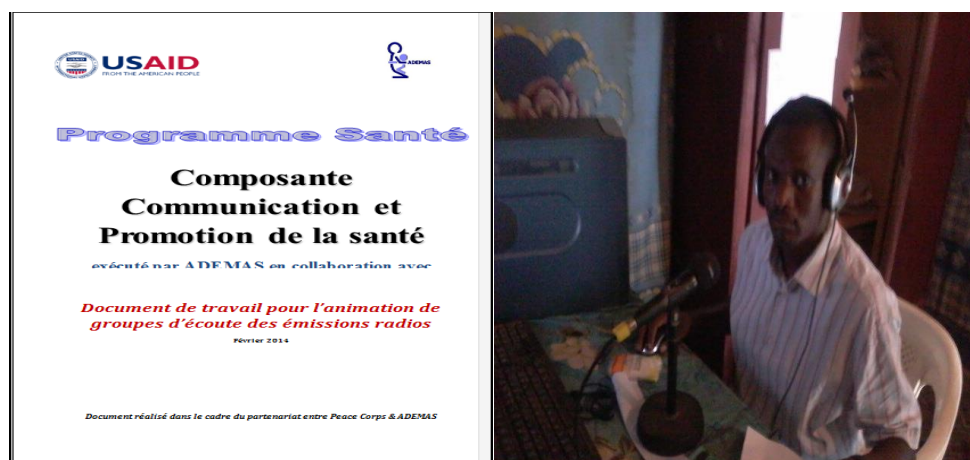 USAID
FROM THE AMERICAN PEOPLE
ADEMAS
Programme Santé
Composante
Communication et
Promotion de la santé
exécuté par ADEMAS en collaboration avec
Document de travail pour l'animation de
groupes d'écoute des émissions radios
Février 2014
Document réalisé dans le cadre du partenariat entre Peace Corps & ADEMAS